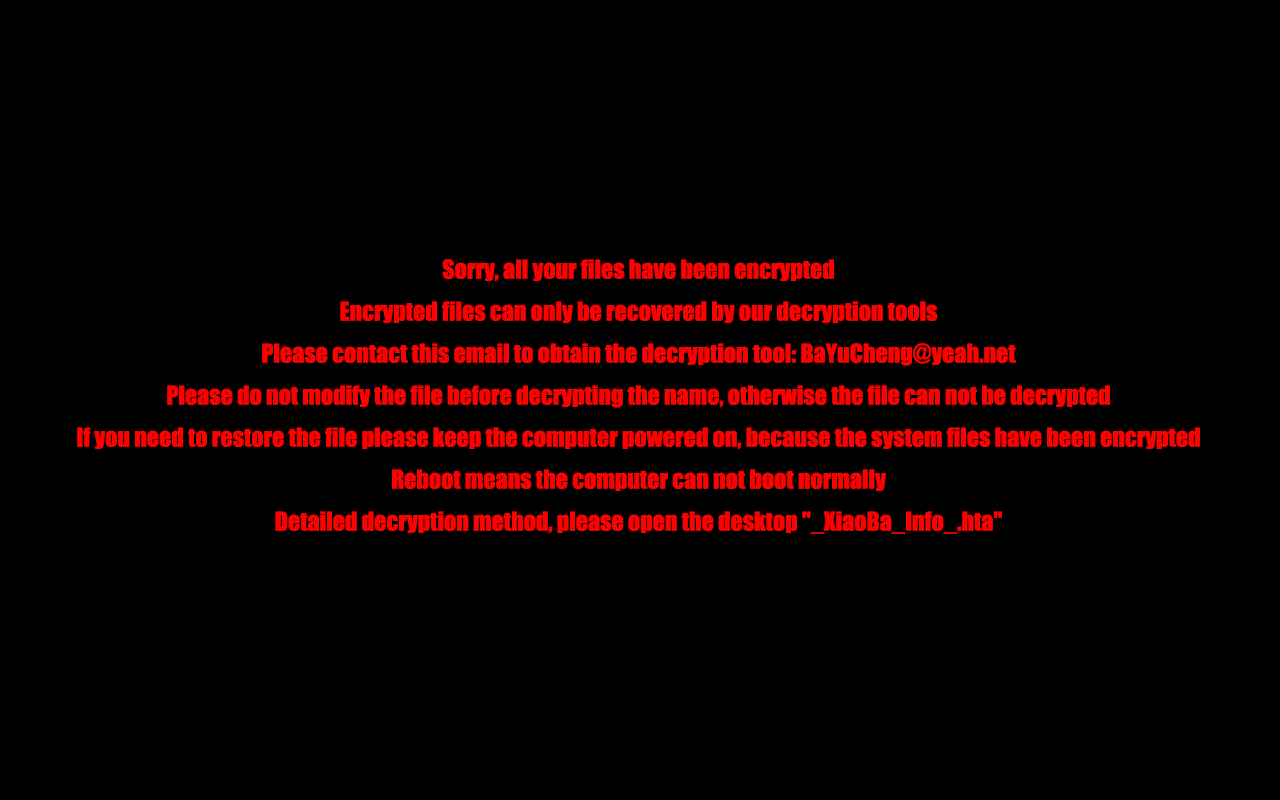 Sorry, all your files have been encrypted
Encrypted files can only be recovered by our decryption tools
Please contact this email to obtain the decryption tool: BaYuCheng@yeah.net
Please do not modify the file before decrypting the name, otherwise the file can not be decrypted
If you need to restore the file please keep the computer powered on, because the system files have been encrypted
Reboot means the computer can not boot normally
Detailed decryption method, please open the desktop "_XiaoBa_Info_.hta"